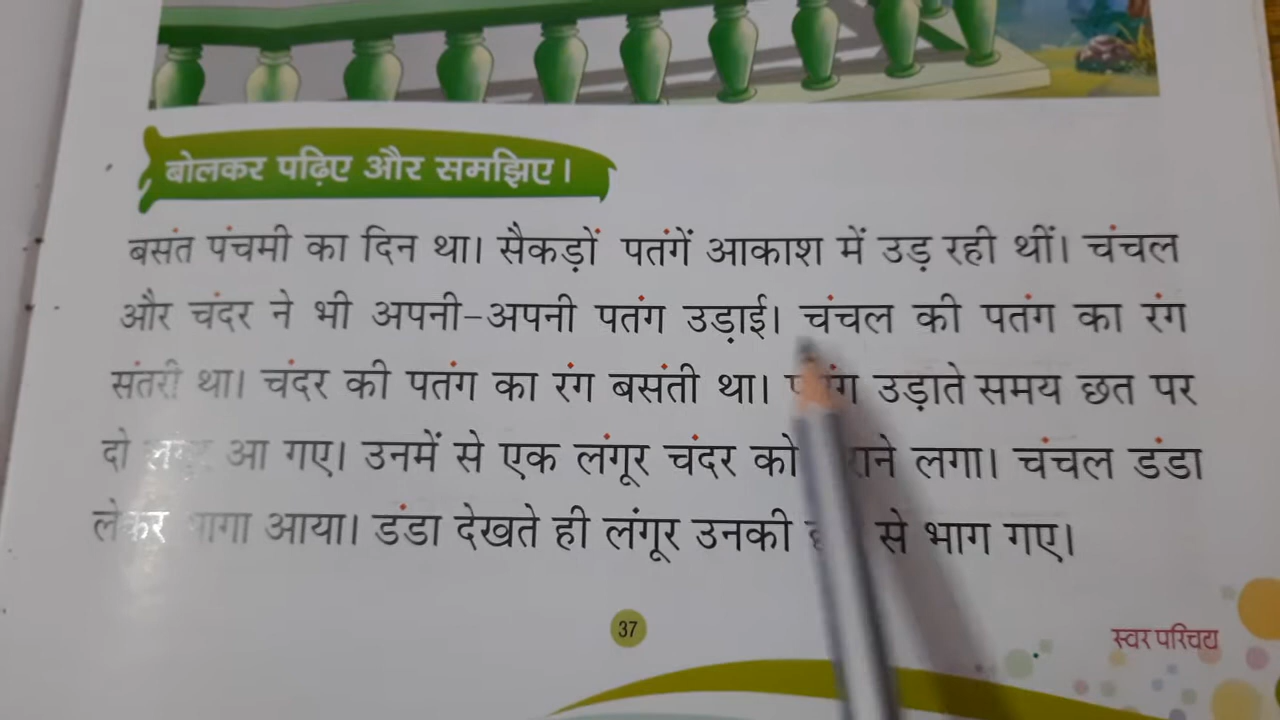 बोलकर पढ़िए और समझिए।
बसंत पंचमी का दिन था। सैकड़ों पतंगें आकाश में उड़ रही थीं। चंचल
और चंदर ने भी अपनी-अपनी पतंग उड़ाई। चंचल की पतंग का रंग
संतरी था। चंदर की पतंग का रंग बसंती था। उड़ाते समय छत पर
दो आ गए। उनमें से एक लंगूर चंदर को लगा। चंचल डंडा
लेकर आया। डंडा देखते ही लंगूर उनकी से भाग गए।
37
स्वर परिचय